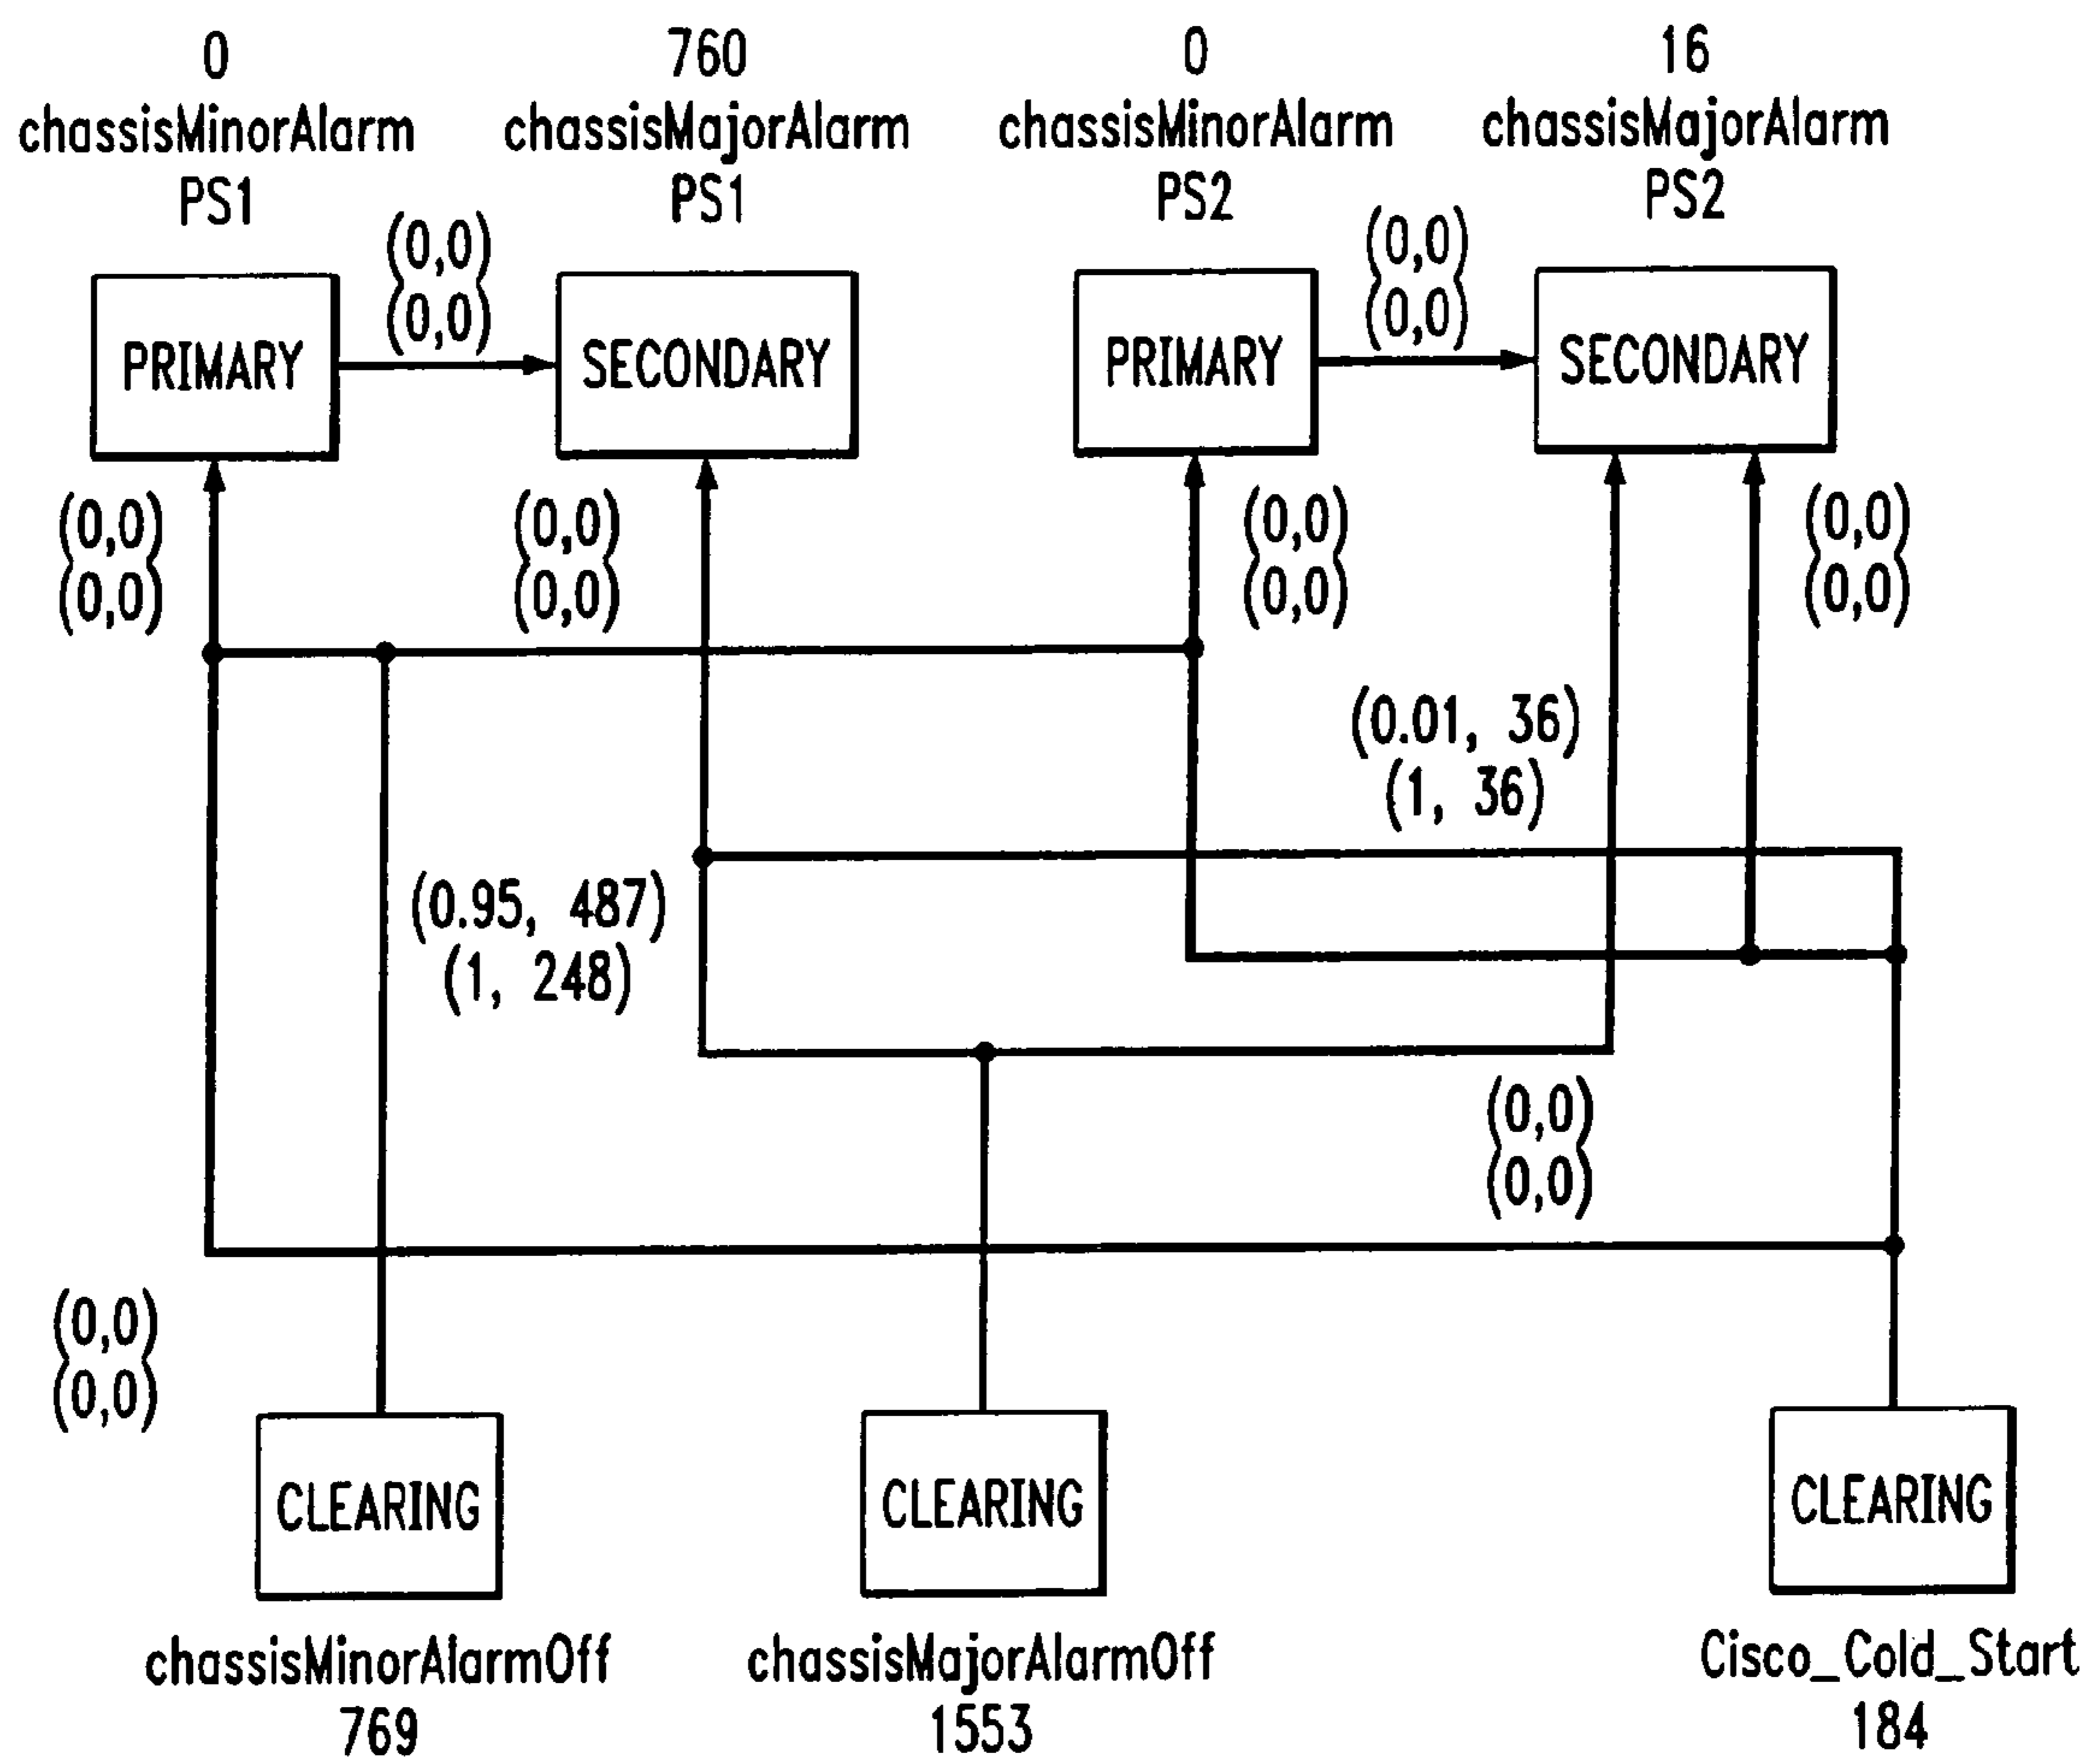 0
chassisMinorAlarm
PS1
760
chassisMajorAlarm
PS1
0
chassisMinorAlarm
PS2
16
chassisMajorAlarm
PS2
(0,0)
(0,0)
(0,0)
(0,0)
PRIMARY
SECONDARY
PRIMARY
SECONDARY
(0,0)
(0,0)
(0,0)
(0,0)
(0,0)
(0,0)
(0,0)
(0,0)
(0.01, 36)
(1, 36)
(0.95, 487)
(1, 248)
(0,0)
(0,0)
(0,0)
(0,0)
CLEARING
CLEARING
CLEARING
chassisMinorAlarmOff
769
chassisMajorAlarmOff
1553
Cisco_Cold_Start
184